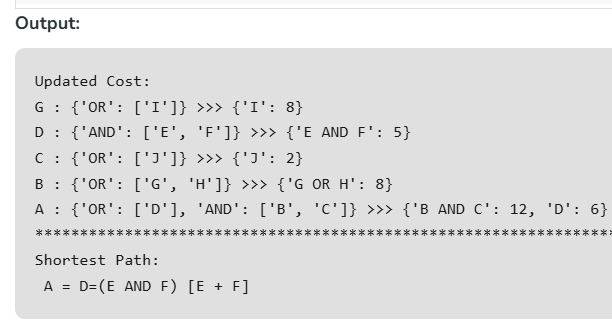 Output:
Updated Cost:
G : {'OR': ['I']} >>> {'I': 8}
D : {'AND': ['E', 'F']} >>> {'E AND F': 5}
C : {'OR': ['J']} >>> {'J': 2}
B : {'OR': ['G', 'H']} >>> {'G OR H': 8}
A : {'OR': ['D'], 'AND': ['B', 'C']} >>> {'B AND C': 12, 'D': 6}
***************************************************************************
Shortest Path:
A = D=(E AND F) [E + F]